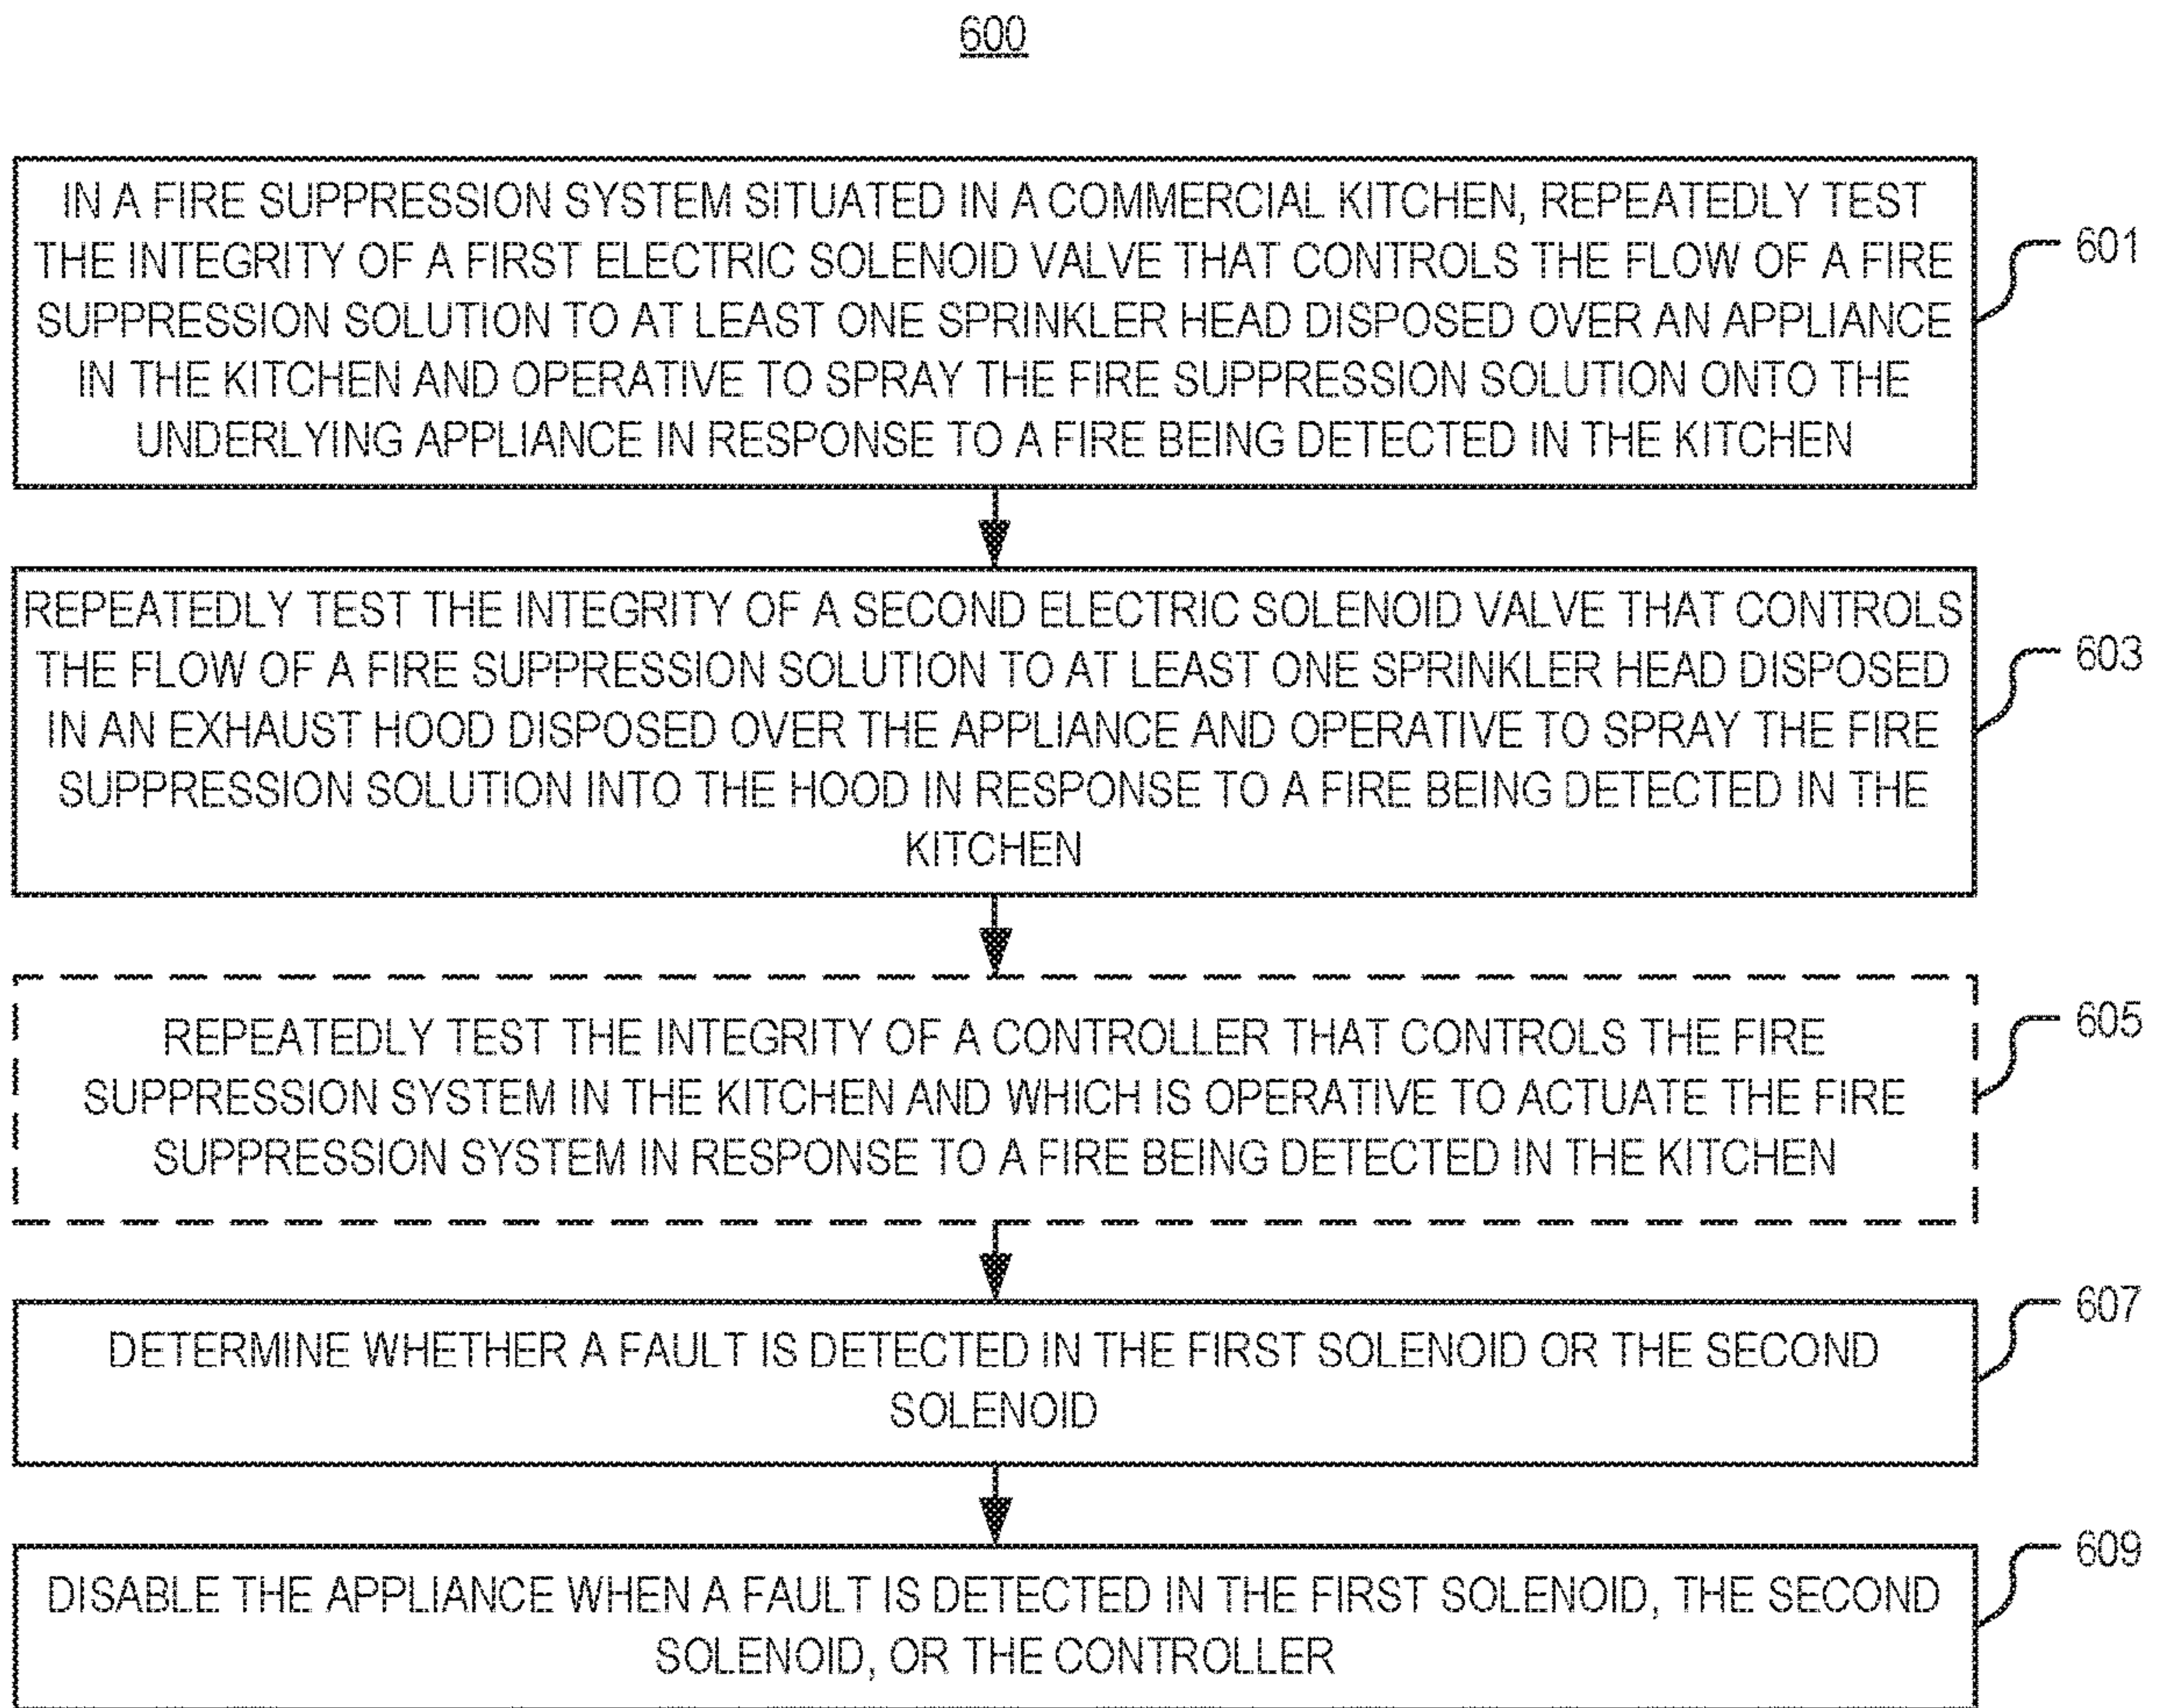 600
IN A FIRE SUPPRESSION SYSTEM SITUATED IN A COMMERCIAL KITCHEN, REPEATEDLY TEST
THE INTEGRITY OF A FIRST ELECTRIC SOLENOID VALVE THAT CONTROLS THE FLOW OF A FIRE
SUPPRESSION SOLUTION TO AT LEAST ONE SPRINKLER HEAD DISPOSED OVER AN APPLIANCE
IN THE KITCHEN AND OPERATIVE TO SPRAY THE FIRE SUPPRESSION SOLUTION ONTO THE
UNDERLYING APPLIANCE IN RESPONSE TO A FIRE BEING DETECTED IN THE KITCHEN
601
REPEATEDLY TEST THE INTEGRITY OF A SECOND ELECTRIC SOLENOID VALVE THAT CONTROLS
THE FLOW OF A FIRE SUPPRESSION SOLUTION TO AT LEAST ONE SPRINKLER HEAD DISPOSED
IN AN EXHAUST HOOD DISPOSED OVER THE APPLIANCE AND OPERATIVE TO SPRAY THE FIRE
SUPPRESSION SOLUTION INTO THE HOOD IN RESPONSE TO A FIRE BEING DETECTED IN THE
KITCHEN
603
REPEATEDLY TEST THE INTEGRITY OF A CONTROLLER THAT CONTROLS THE FIRE
SUPPRESSION SYSTEM IN THE KITCHEN AND WHICH IS OPERATIVE TO ACTUATE THE FIRE
SUPPRESSION SYSTEM IN RESPONSE TO A FIRE BEING DETECTED IN THE KITCHEN
605
DETERMINE WHETHER A FAULT IS DETECTED IN THE FIRST SOLENOID OR THE SECOND
SOLENOID
607
DISABLE THE APPLIANCE WHEN A FAULT IS DETECTED IN THE FIRST SOLENOID, THE SECOND
SOLENOID, OR THE CONTROLLER
609